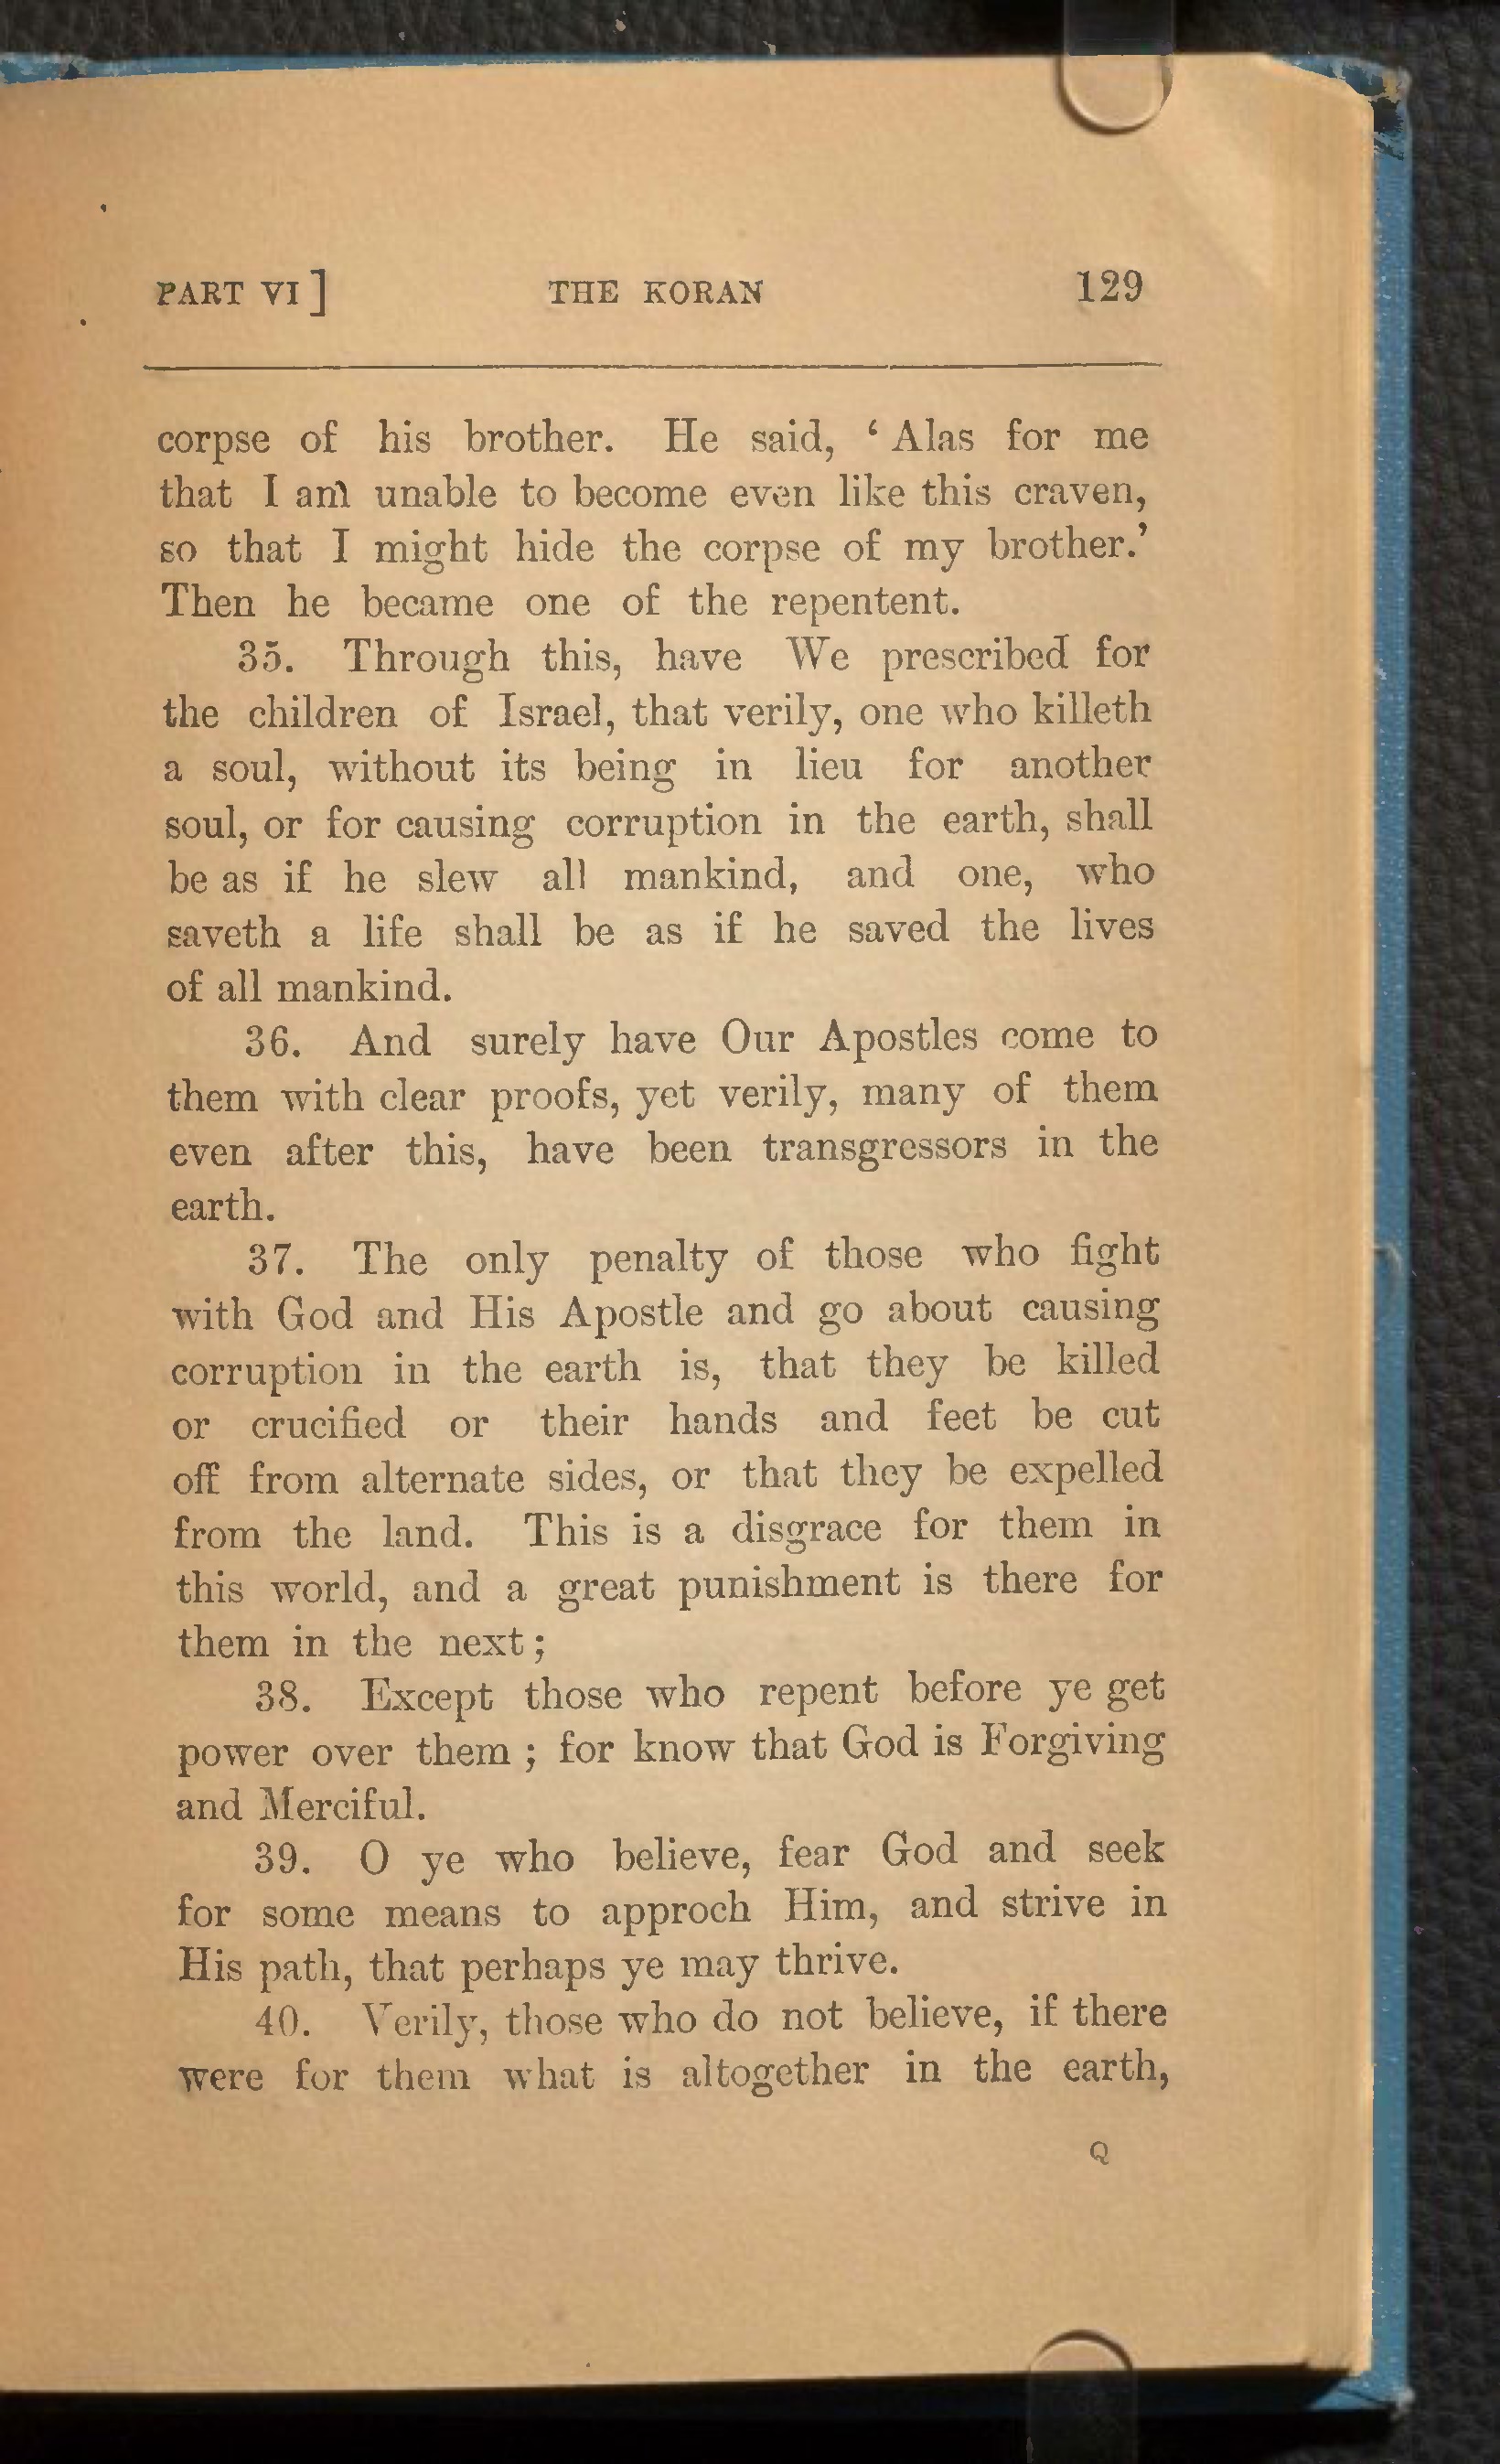 PART VI ] THE KORAN 129
corpse of his brother. He said, ‘ Alas for me
that I am unable to become even like this craven,
so that I might hide the corpse of my brother.’
Then he became one of the repentent.
35. Through this, have We prescribed for
the children of Israel, that verily, one who killeth
a soul, without its being in lieu for another
soul, or for causing corruption in the earth, shall
be as if he slew all mankind, and one, who
saveth a life shall be as if he saved the lives
of all mankind.
36. And surely have Our Apostles come to
them with clear proofs, yet verily, many of them
even after this, have been transgressors in the
earth.
37. The only penalty of those who fight
with God and His Apostle and go about causing
corruption in the earth is, that they be killed
or crucified or their hands and feet be cut
off from alternate sides, or that they be expelled
from the land. This is a disgrace for them in
this world, and a great punishment is there for
them in the next ;
38. Except those who repent before ye get
power over them ; for know that God is Forgiving
and Merciful.
39. O ye who believe, fear God and seek
for some means to approch Him, and strive in
His path, that perhaps ye may thrive.
40. Verily, those who do not believe, if there
were for them what is altogether in the earth,
Q